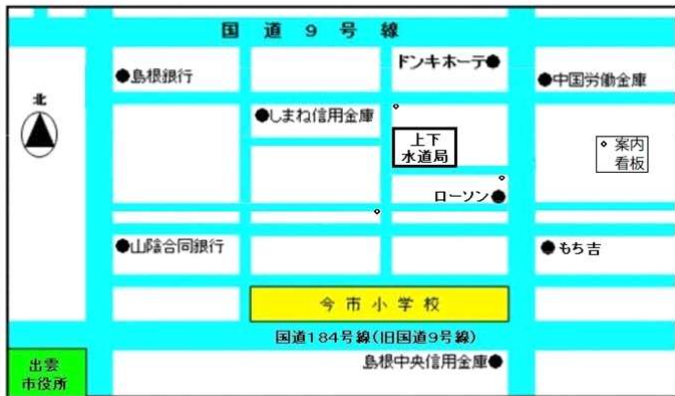 国道9号線
ドンキホーテ
島根銀行
中国労働金庫
北
しまね信用金庫
上下
水道局
案内
看板
ローソン
山陰合同銀行
もち吉
今市小学校
国道184号線(旧国道9号線)
出雲
市役所
島根中央信用金庫